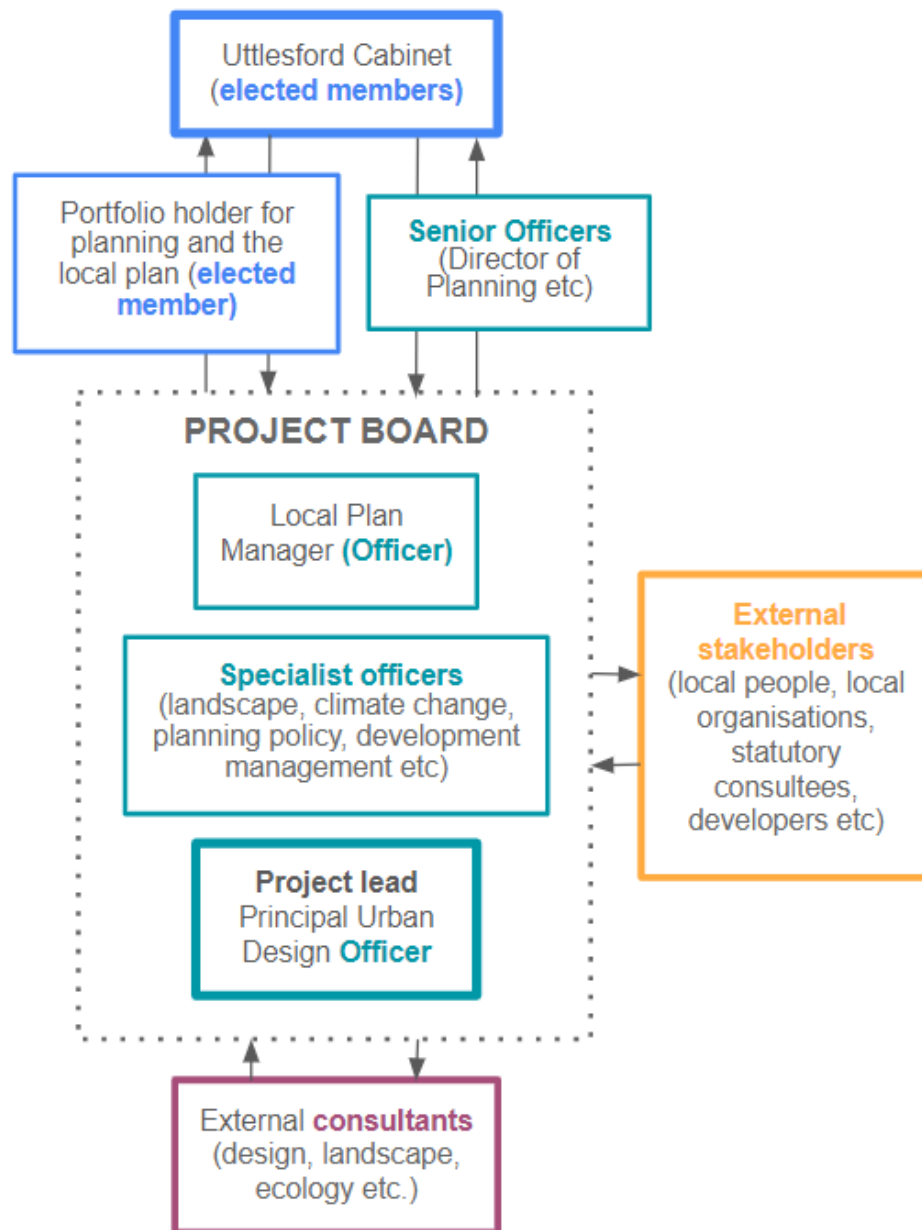 Uttlesford Cabinet
(elected members)
Portfolio holder for
planning and the
local plan (elected
member)
Senior Officers
(Director of
Planning etc)
PROJECT BOARD
Local Plan
Manager (Officer)
Specialist officers
(landscape, climate change,
planning policy, development
management etc)
External
stakeholders
(local people, local
organisations,
statutory
consultees,
developers etc)
Project lead
Principal Urban
Design Officer
External consultants
(design, landscape,
ecology etc.)